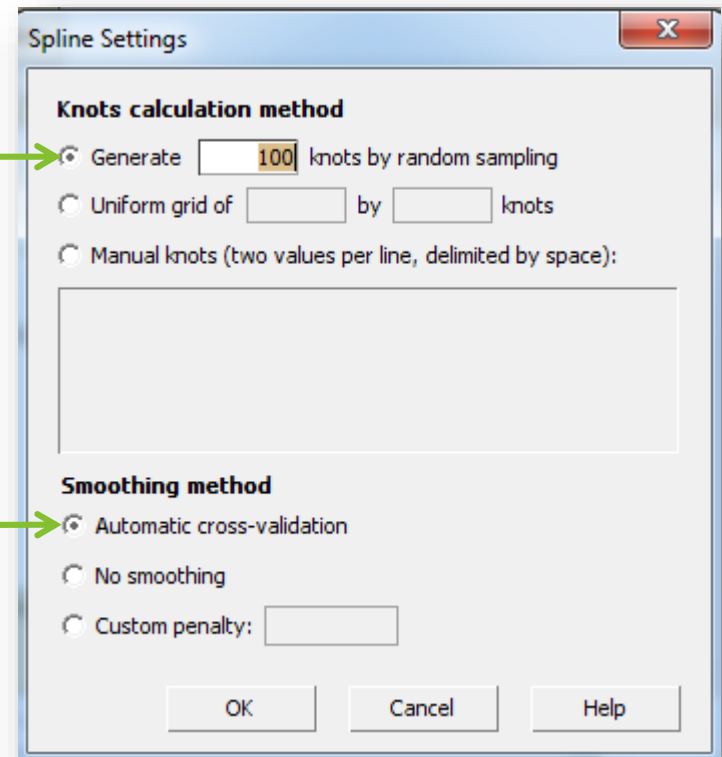 Spline Settings
Knots calculation method
Generate 100 knots by random sampling
Uniform grid of by knots
Manual knots (two values per line, delimited by space):
Smoothing method
Automatic cross-validation
No smoothing
Custom penalty:
OK Cancel Help